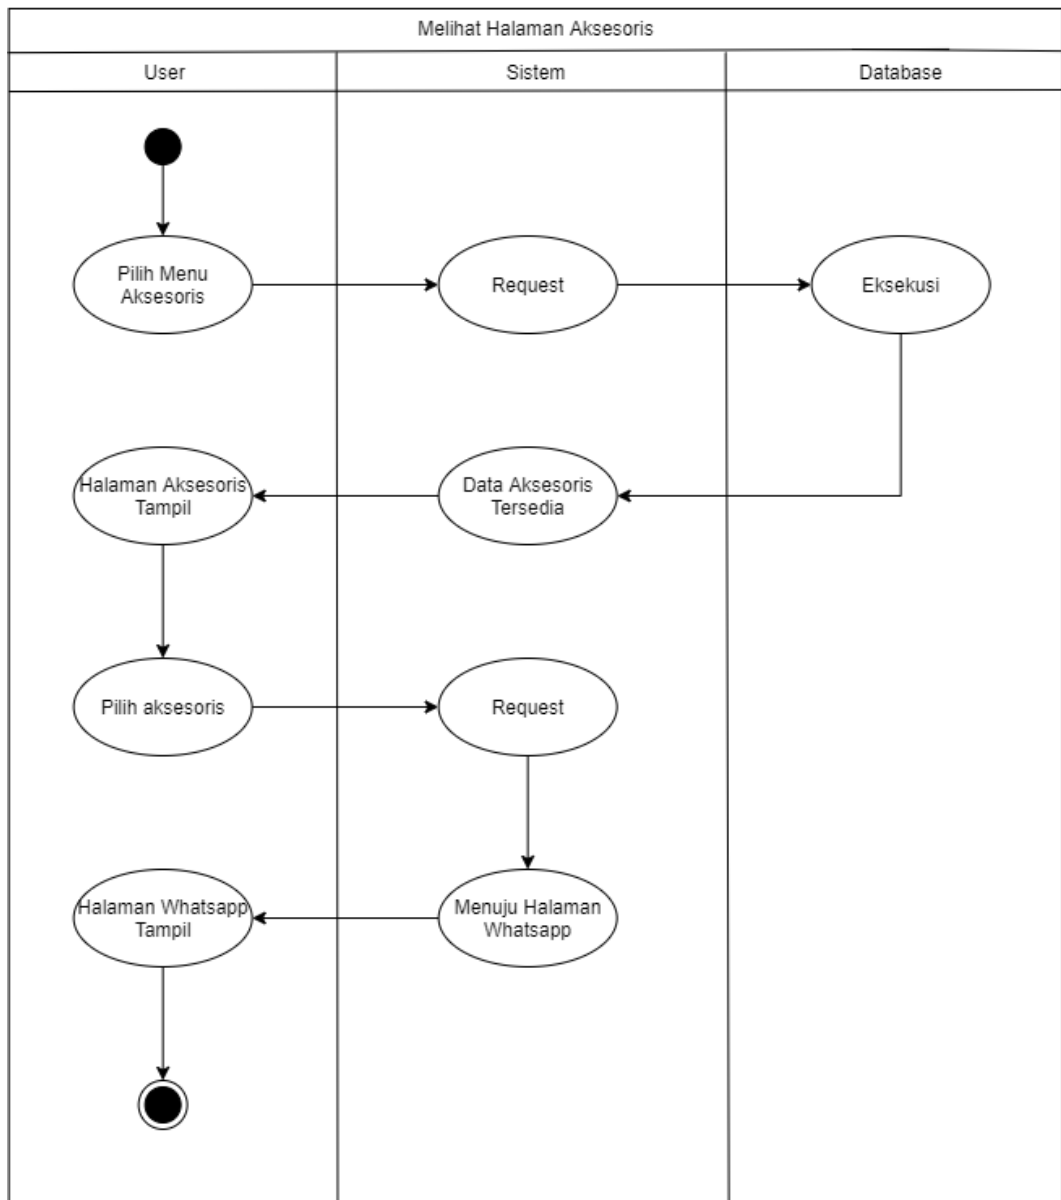 Melihat Halaman Aksesoris
User
Sistem
Database
Pilih Menu
Aksesoris
Request
Eksekusi
Halaman Aksesoris
Tampil
Data Aksesoris
Tersedia
Pilih aksesoris
Request
Halaman Whatsapp
Tampil
Menuju Halaman
Whatsapp